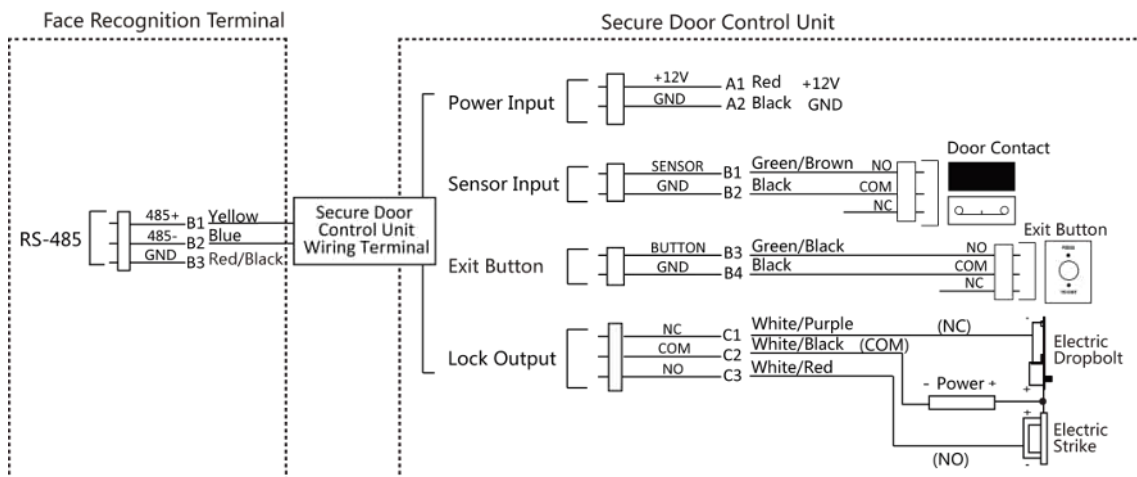 Face Recognition Terminal
Secure Door Control Unit
RS-485
485+ B1 Yellow
485- B2 Blue
GND B3 Red/Black
Secure Door
Control Unit
Wiring Terminal
Power Input
+12V A1 Red +12V
GND A2 Black GND
Sensor Input
SENSOR B1 Green/Brown NO
GND B2 Black COM
NC
Door Contact
Exit Button
BUTTON B3 Green/Black NO
GND B4 Black COM
NC
Exit Button
Lock Output
NC C1 White/Purple (NC)
COM C2 White/Black (COM)
NO C3 White/Red
(NO)
- Power +
-
Electric
Dropbolt
+
+
Electric
Strike
-